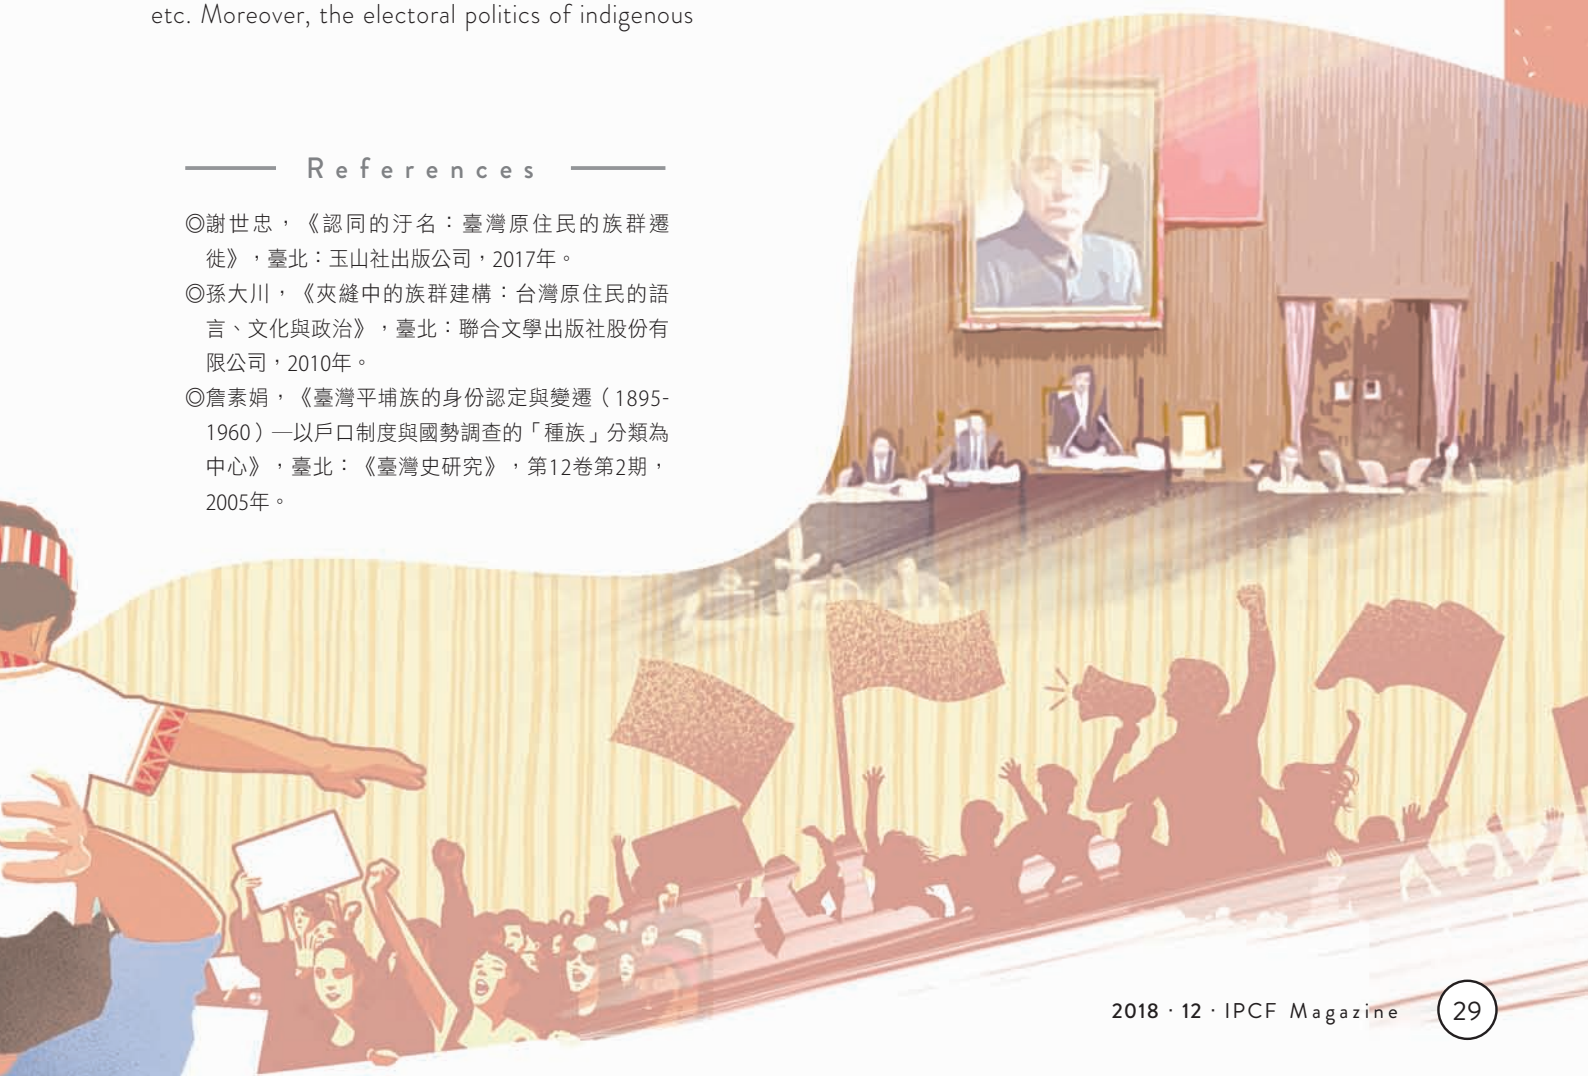 etc. Moreover, the electoral politics of indigenous
References
◎謝世忠，《認同的汙名：臺灣原住民的族群遷
徙》，臺北：玉山社出版公司，2017年。
◎孫大川，《夾縫中的族群建構：台灣原住民的語
言、文化與政治》，臺北：聯合文學出版社股份有
限公司，2010年。
◎詹素娟，《臺灣平埔族的身份認定與變遷（1895-
1960）—以戶口制度與國勢調查的「種族」分類為
中心》，臺北：《臺灣史研究》，第12卷第2期，
2005年。
2018 · 12 · IPCF Magazine 29